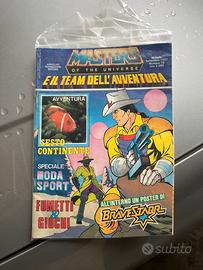 MASTERS
OF THE UNIVERSE
E IL TEAM DELL'AVVENTURA
AVVENTURA
SESTO
CONTINENTE
SPECIALE
MODA
SPORT
FUMETTI
& GIOCHI
ALL'INTERNO UN POSTER DI
BRAVESTARR
subito